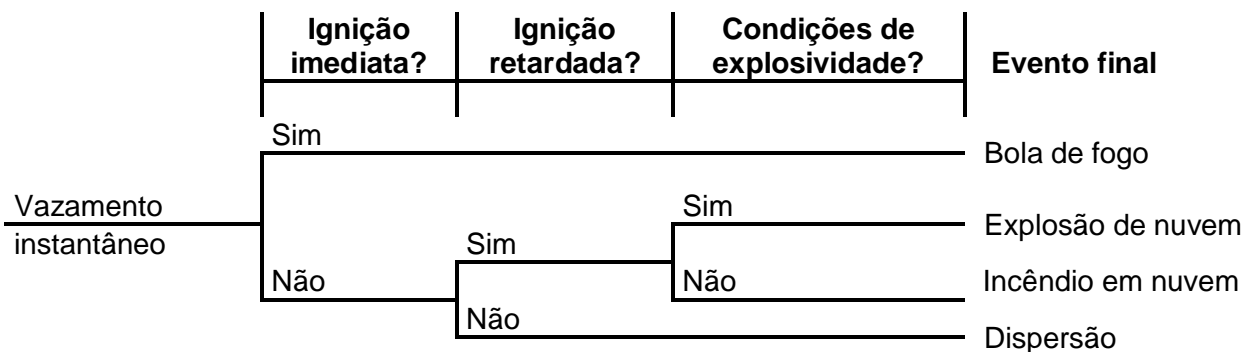 Ignição imediata?
Ignição retardada?
Condições de explosividade?
Evento final
Sim
Bola de fogo
Vazamento
instantâneo
Sim
Explosão de nuvem
Sim
Não
Não
Incêndio em nuvem
Não
Dispersão